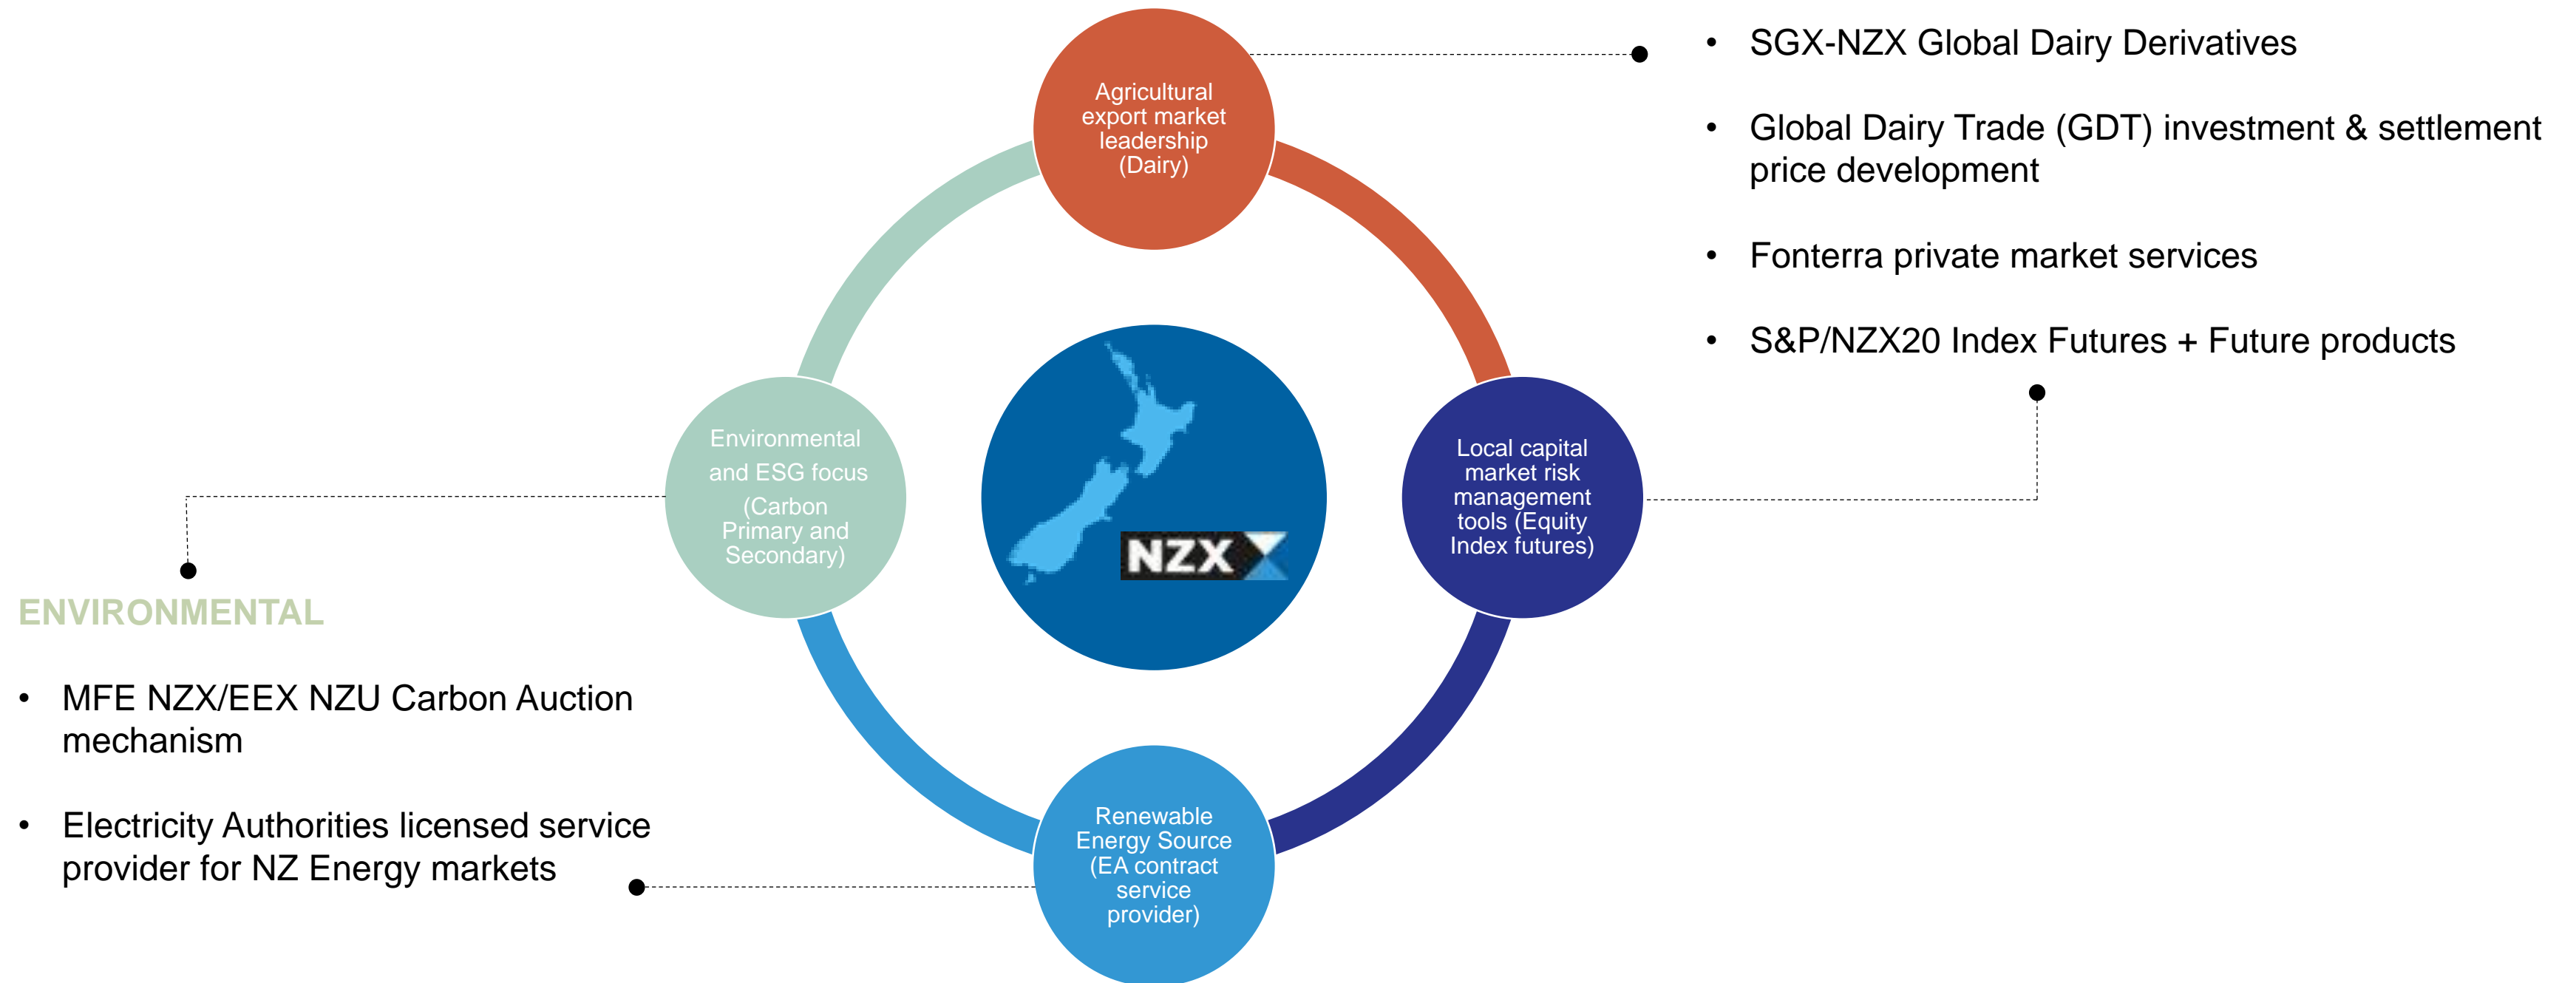 Agricultural
export market
leadership
(Dairy)
• SGX-NZX Global Dairy Derivatives
• Global Dairy Trade (GDT) investment & settlement
price development
• Fonterra private market services
• S&P/NZX20 Index Futures + Future products
Environmental
and ESG focus
(Carbon
Primary and
Secondary)
NZX
Local capital
market risk
management
tools (Equity
Index futures)
ENVIRONMENTAL
• MFE NZX/EEX NZU Carbon Auction
mechanism
• Electricity Authorities licensed service
provider for NZ Energy markets
Renewable
Energy Source
(EA contract
service
provider)